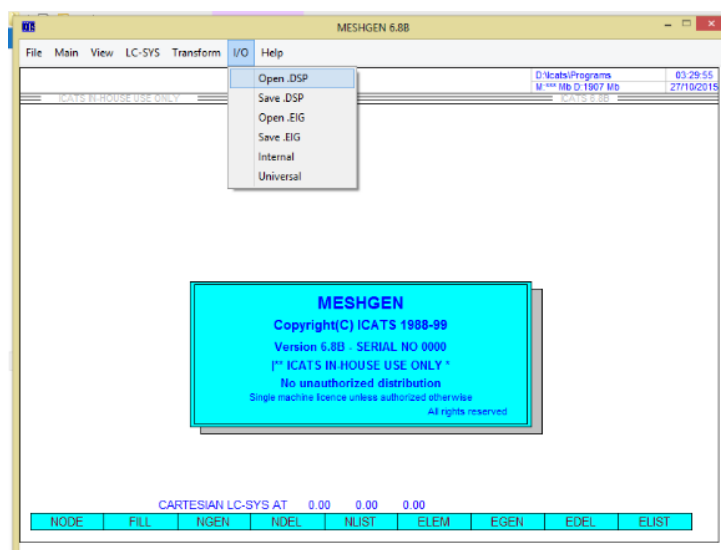 MESHGEN 6.8B
File Main View LC-SYS Transform I/O Help
Open .DSP
Save .DSP
Open .EIG
Save .EIG
Internal
Universal
D:\Icats\Programs 03:29:55
M:*** Mb D:1907 Mb 27/10/2015
ICATS IN-HOUSE USE ONLY ICATS 6.8B
MESHGEN
Copyright(C) ICATS 1988-99
Version 6.8B - SERIAL NO 0000
|** ICATS IN-HOUSE USE ONLY *
No unauthorized distribution
Single machine licence unless authorized otherwise
All rights reserved
CARTESIAN LC-SYS AT 0.00 0.00 0.00
NODE FILL NGEN NDEL NLIST ELEM EGEN EDEL ELIST